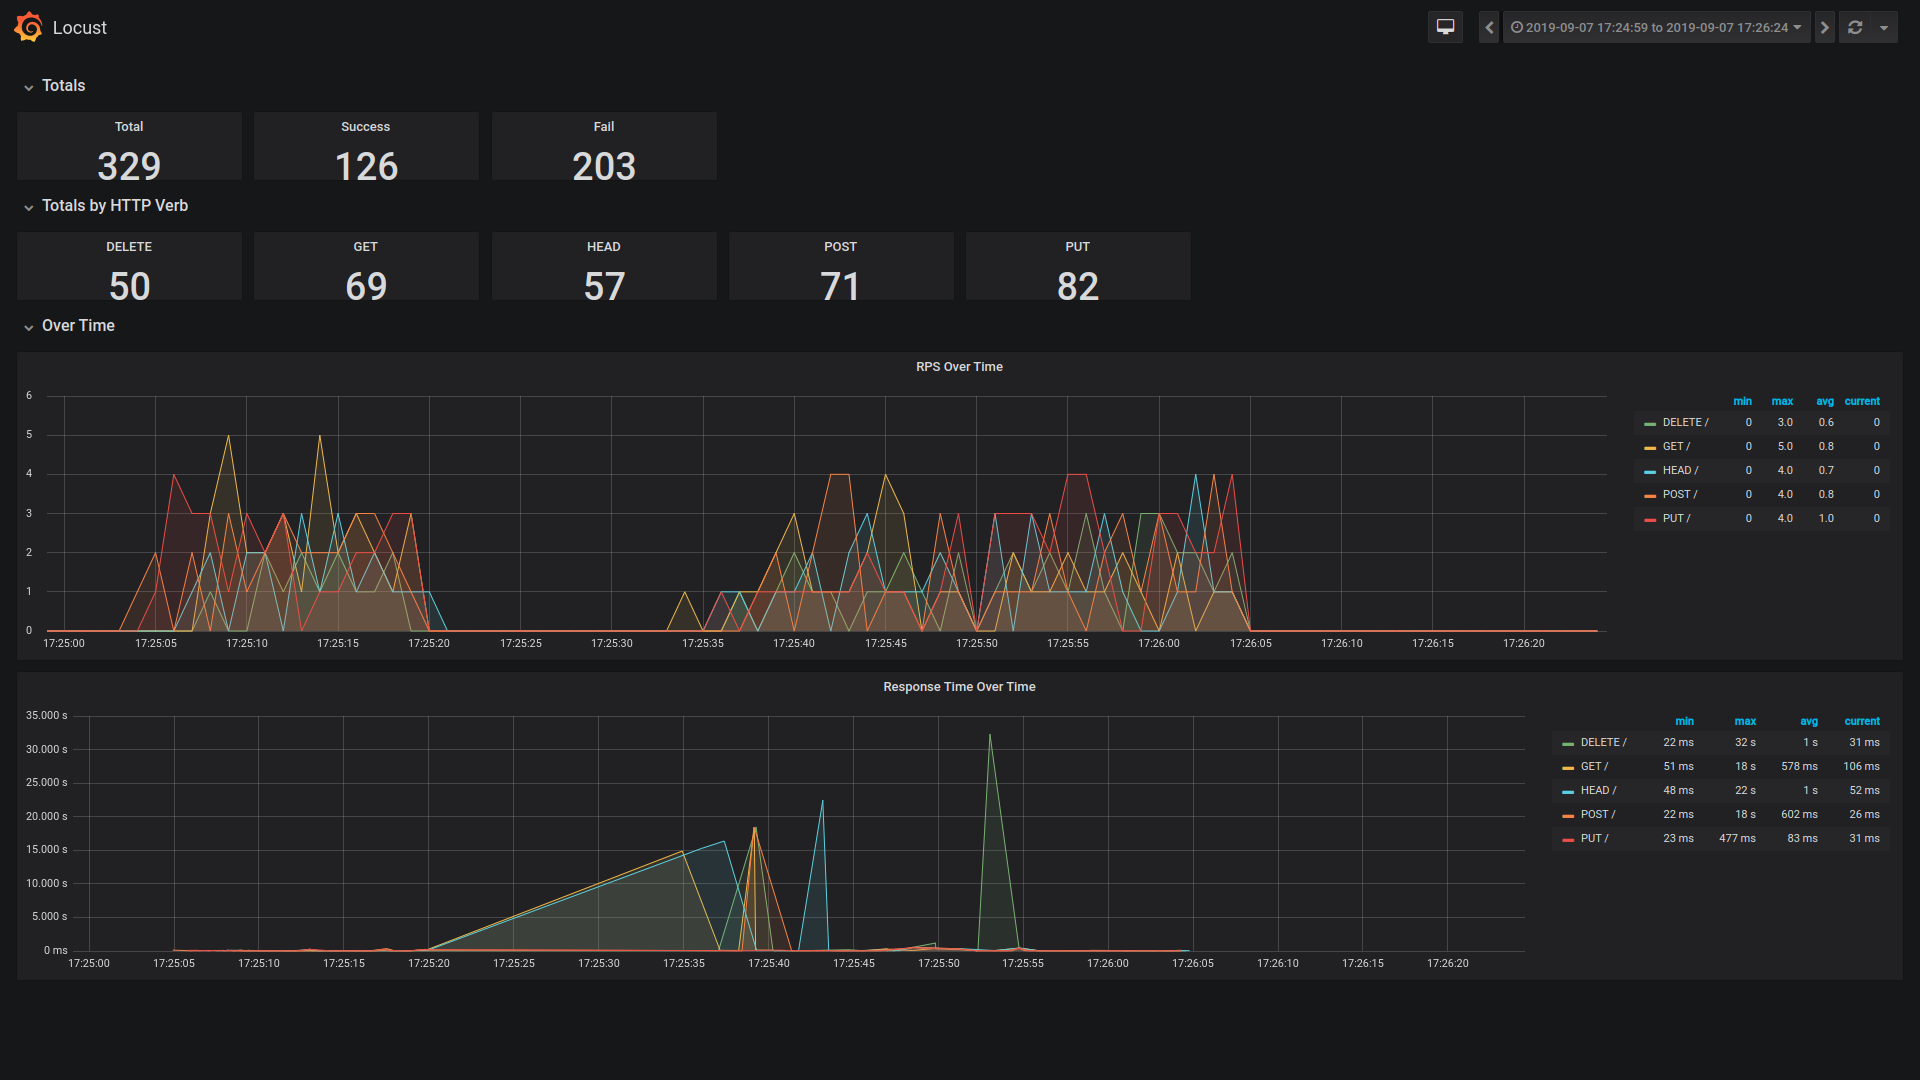 Locust
2019-09-07 17:24:59 to 2019-09-07 17:26:24
Totals
Total Success Fail
329 126 203
Totals by HTTP Verb
DELETE GET HEAD POST PUT
50 69 57 71 82
Over Time
RPS Over Time
6
5
4
3
2
1
0
17:25:00 17:25:05 17:25:10 17:25:15 17:25:20 17:25:25 17:25:30 17:25:35 17:25:40 17:25:45 17:25:50 17:25:55 17:26:00 17:26:05 17:26:10 17:26:15 17:26:20
min max avg current
DELETE / 0 3.0 0.6 0
GET / 0 5.0 0.8 0
HEAD / 0 4.0 0.7 0
POST / 0 4.0 0.8 0
PUT / 0 4.0 1.0 0
Response Time Over Time
35.000 s
30.000 s
25.000 s
20.000 s
15.000 s
10.000 s
5.000 s
0 ms
17:25:00 17:25:05 17:25:10 17:25:15 17:25:20 17:25:25 17:25:30 17:25:35 17:25:40 17:25:45 17:25:50 17:25:55 17:26:00 17:26:05 17:26:10 17:26:15 17:26:20
min max avg current
DELETE / 22 ms 32 s 1 s 31 ms
GET / 51 ms 18 s 578 ms 106 ms
HEAD / 48 ms 22 s 1 s 52 ms
POST / 22 ms 18 s 602 ms 26 ms
PUT / 23 ms 477 ms 83 ms 31 ms